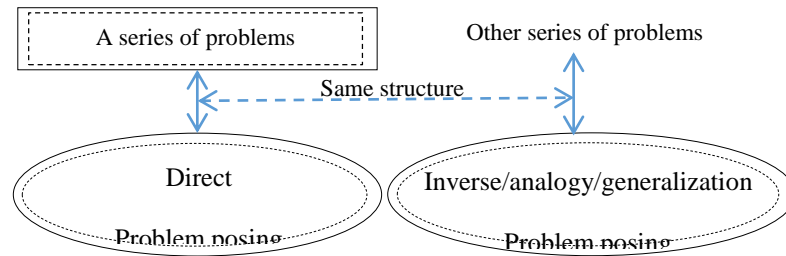 A series of problems
Other series of problems
Same structure
Direct
Inverse/analogy/generalization
Problem posing
Problem posing